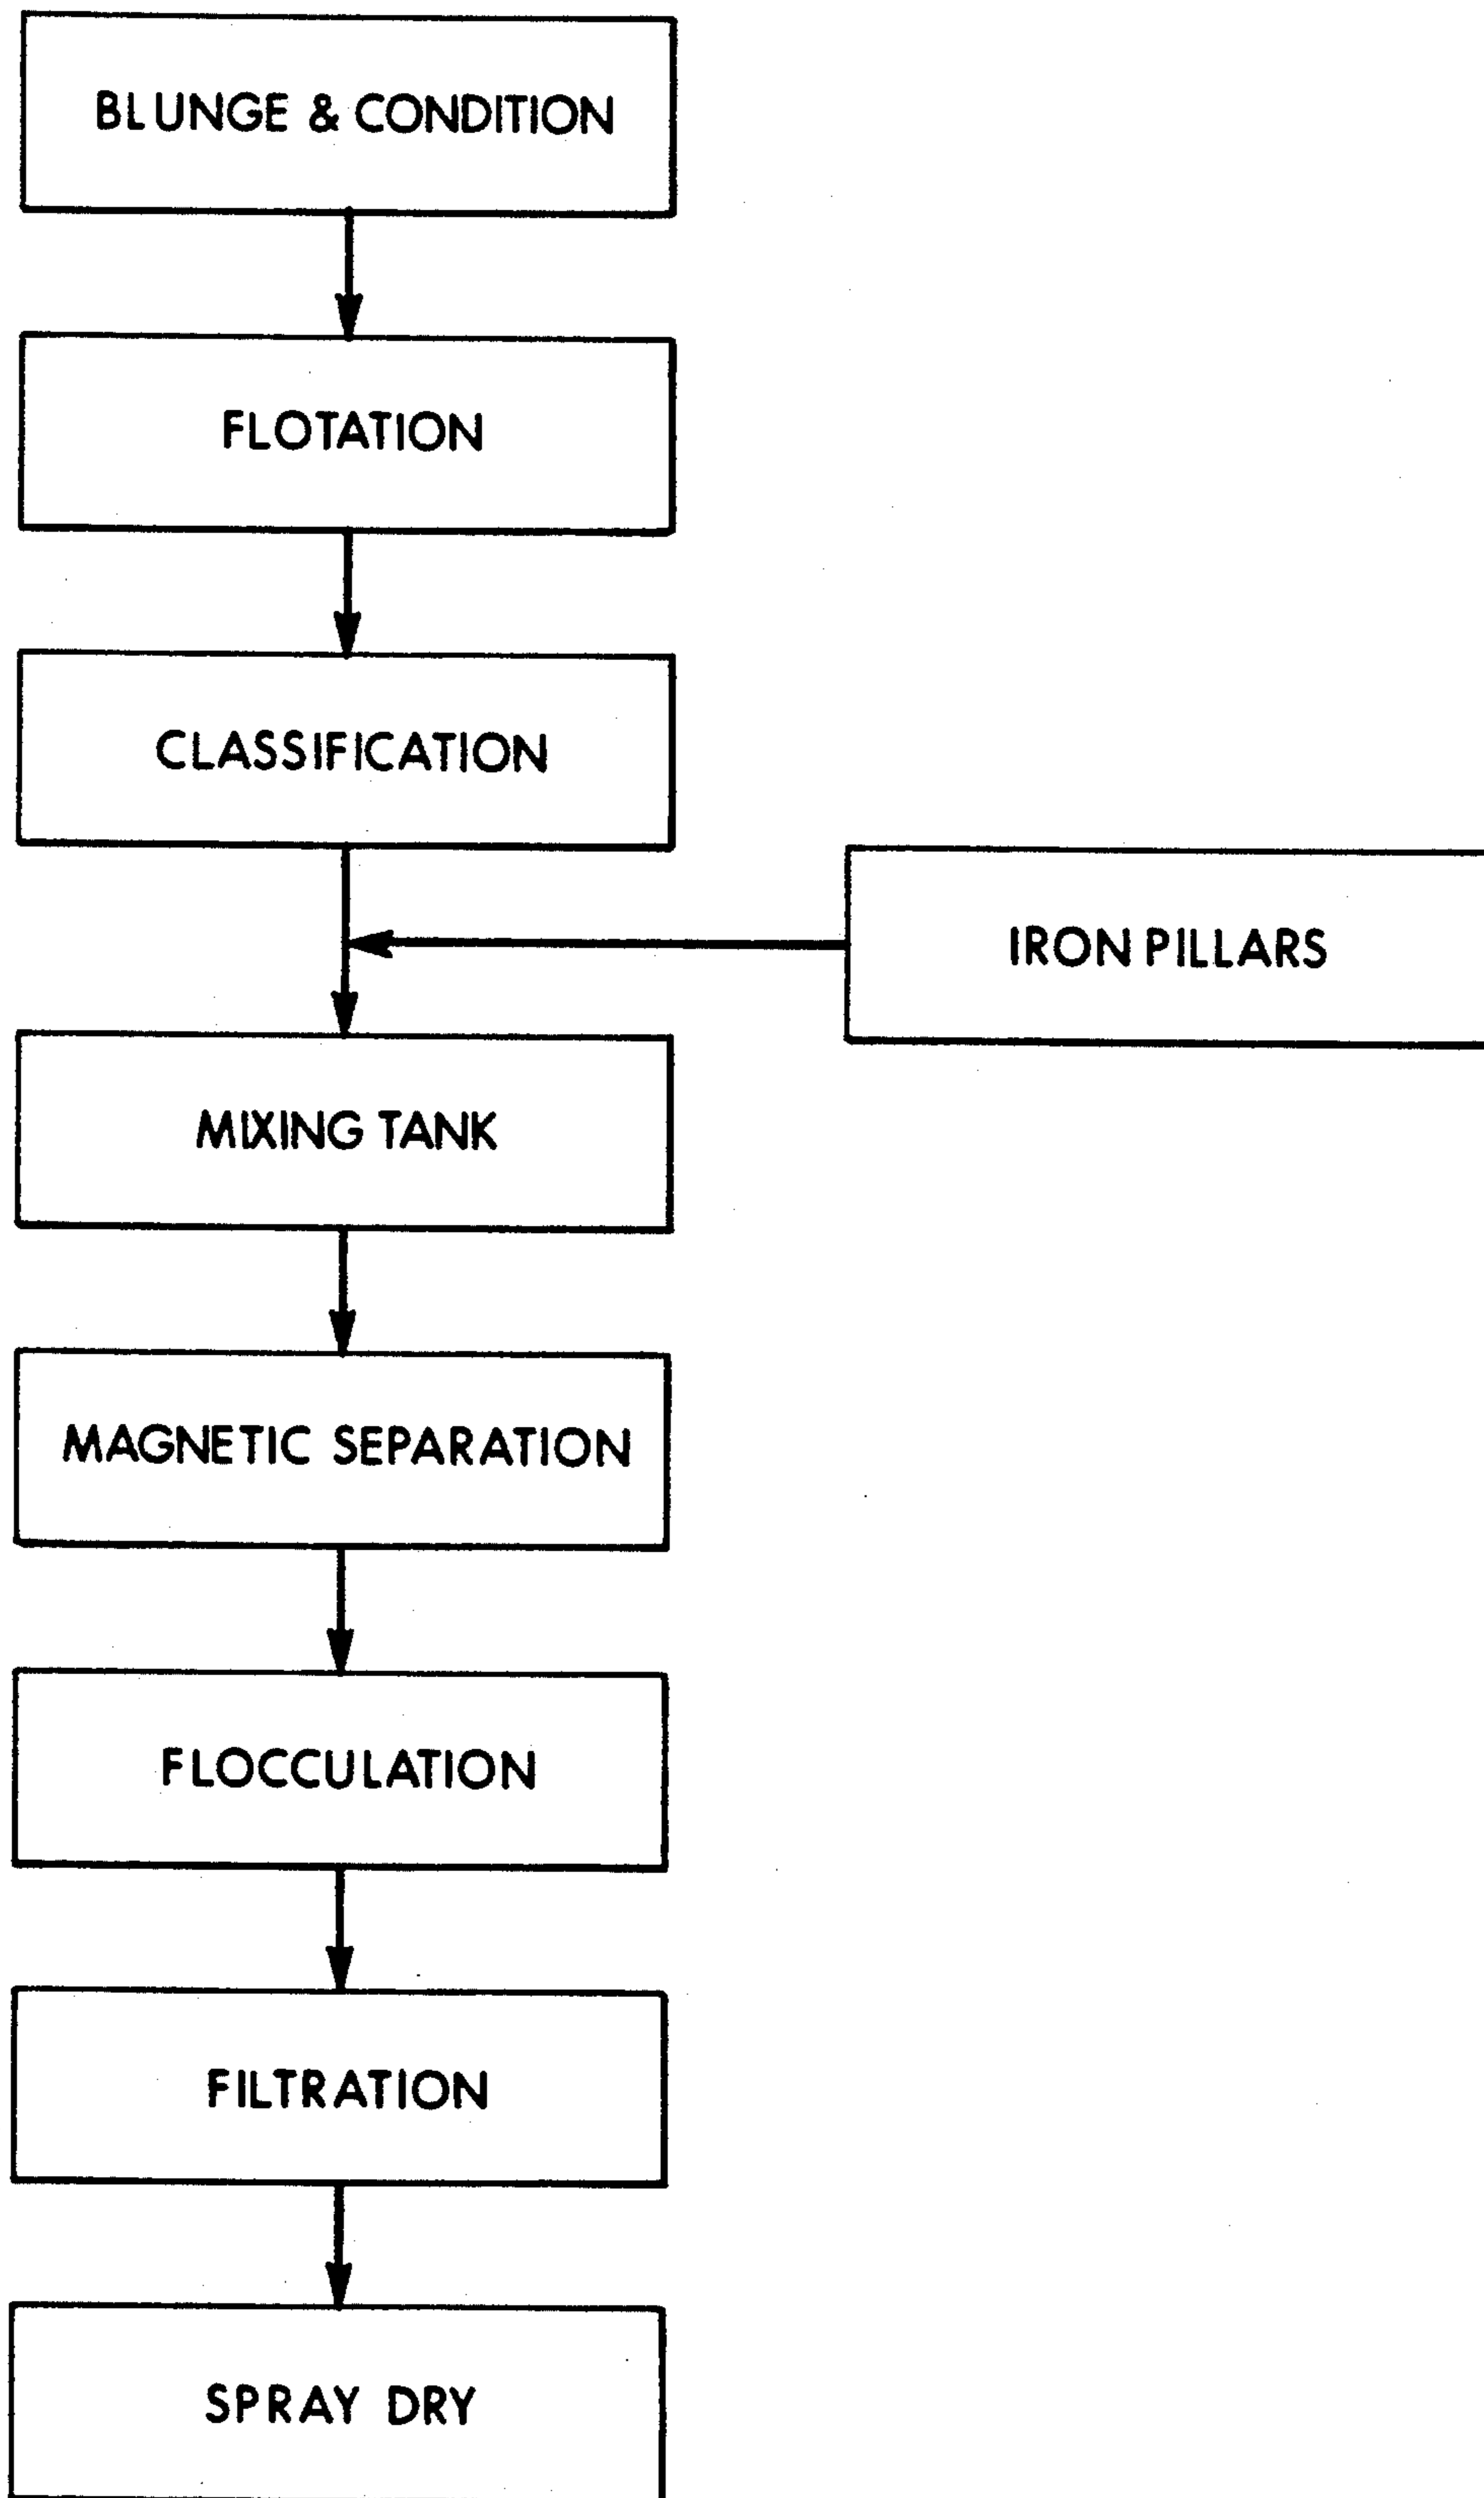 BLUNGE & CONDITION
FLOTATION
CLASSIFICATION
IRON PILLARS
MIXING TANK
MAGNETIC SEPARATION
FLOCCULATION
FILTRATION
SPRAY DRY